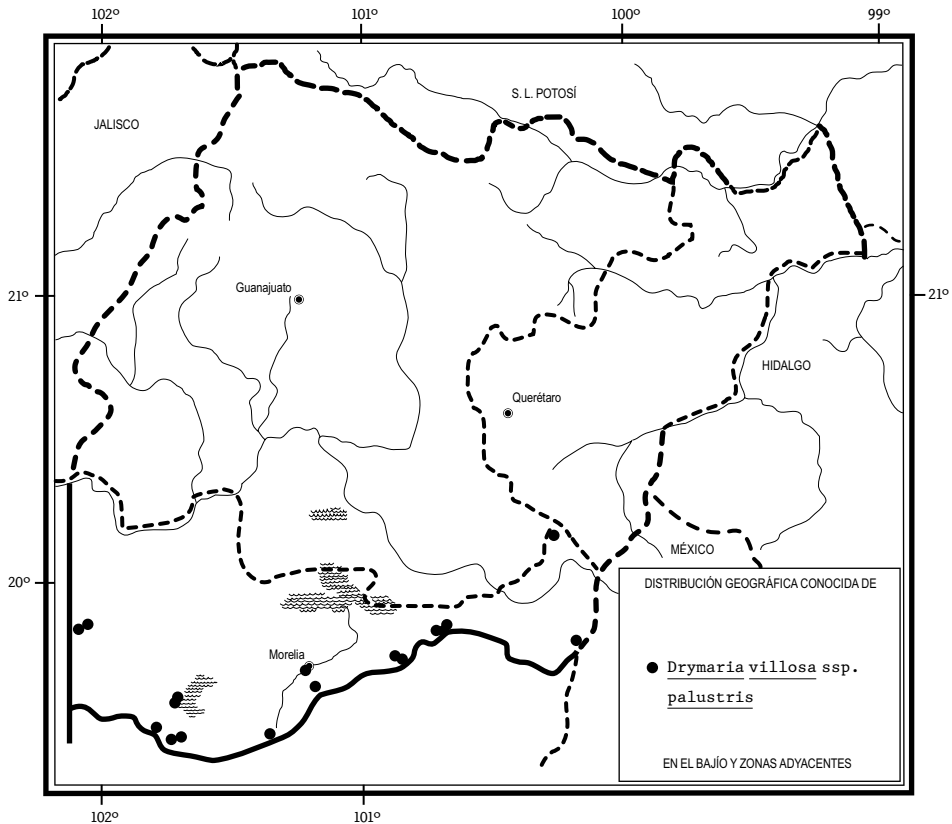 102º 101º 100º 99º
S. L. POTOSÍ
JALISCO
Guanajuato
21º 21º
HIDALGO
Querétaro
MÉXICO
20º
DISTRIBUCIÓN GEOGRÁFICA CONOCIDA DE
Morelia
Drymaria villosa ssp.
palustris
EN EL BAJÍO Y ZONAS ADYACENTES
102º 101º